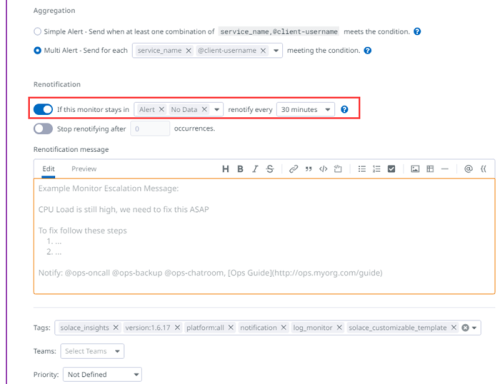 Aggregation
Simple Alert - Send when at least one combination of service_name,@client-username meets the condition.
Multi Alert - Send for each service_name × @client-username × meeting the condition.
Renotification
If this monitor stays in Alert × No Data × renotify every 30 minutes
Stop renotifying after 0 occurrences.
Renotification message
Edit Preview H B I S
Example Monitor Escalation Message:
CPU Load is still high, we need to fix this ASAP
To fix follow these steps
1. ...
2. ...
Notify: @ops-oncall @ops-backup @ops-chatroom, [Ops Guide](http://ops.myorg.com/guide)
Tags: solace_insights × version:1.6.17 × platform:all × notification × log_monitor × solace_customizable_template ×
Teams: Select Teams
Priority: Not Defined